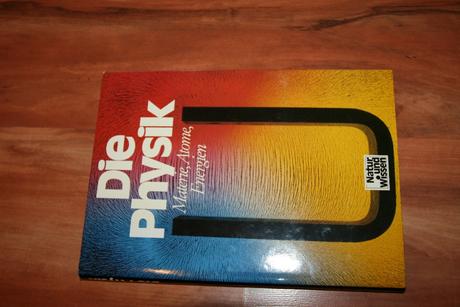 Die
Physik
Materie, Atome,
Energien
Natur
und
Wissen